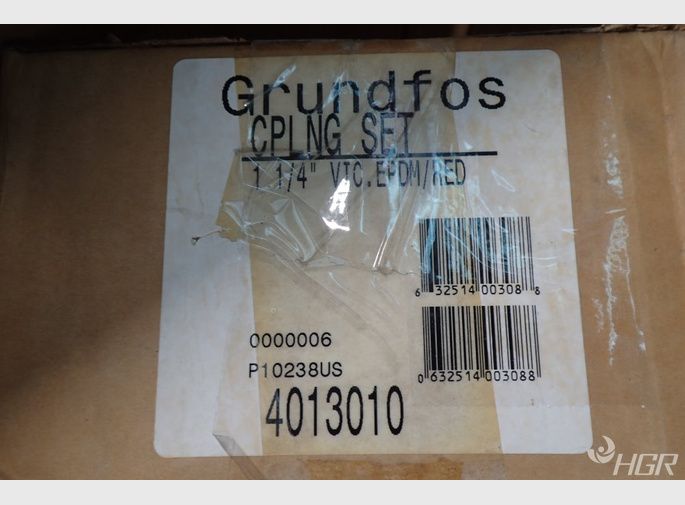 Grundfos
CPLNG SET
1 1/4" VIC.EPDM/RED
6 32514 00308 8
0000006
P10238US
0 632514 003088
4013010
HGR